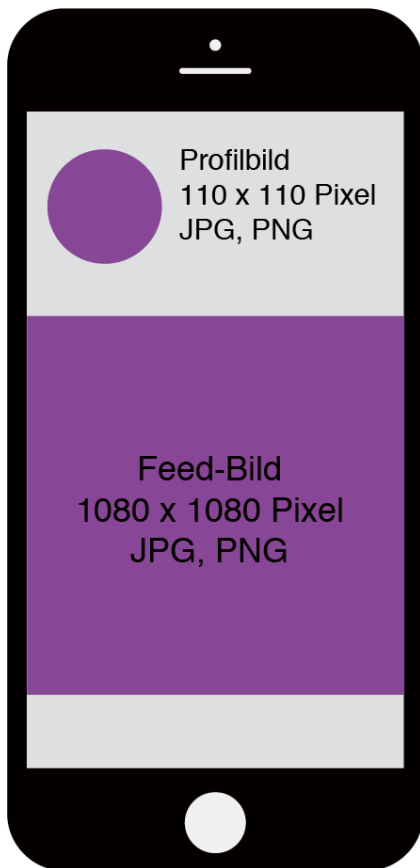 Profilbild
110 x 110 Pixel
JPG, PNG
Feed-Bild
1080 x 1080 Pixel
JPG, PNG